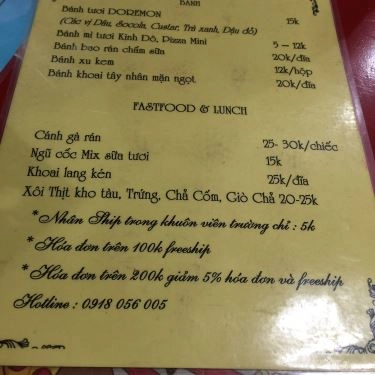 BÁNH
Bánh tươi DOREMON 15k
(Các vị Dâu, Socola, Custar, Trà xanh, Đậu đỏ)
Bánh mì tươi Kinh Đô, Pizza Mini 5 - 12k
Bánh bao rán chấm sữa 20k/đĩa
Bánh xu kem 12k/hộp
Bánh khoai tây nhân mặn ngọt 20k/đĩa
FASTFOOD & LUNCH
Cánh gà rán 25- 30k/chiếc
Ngũ cốc Mix sữa tươi 15k
Khoai lang kén 25k/đĩa
Xôi Thịt kho tàu, Trứng, Chả Cốm, Giò Chả 20-25k
* Nhân Ship trong khuôn viên trường chỉ : 5k
* Hóa đơn trên 100k freeship
* Hóa đơn trên 200k giảm 5% hóa đơn và freeship
Hotline : 0918 056 005